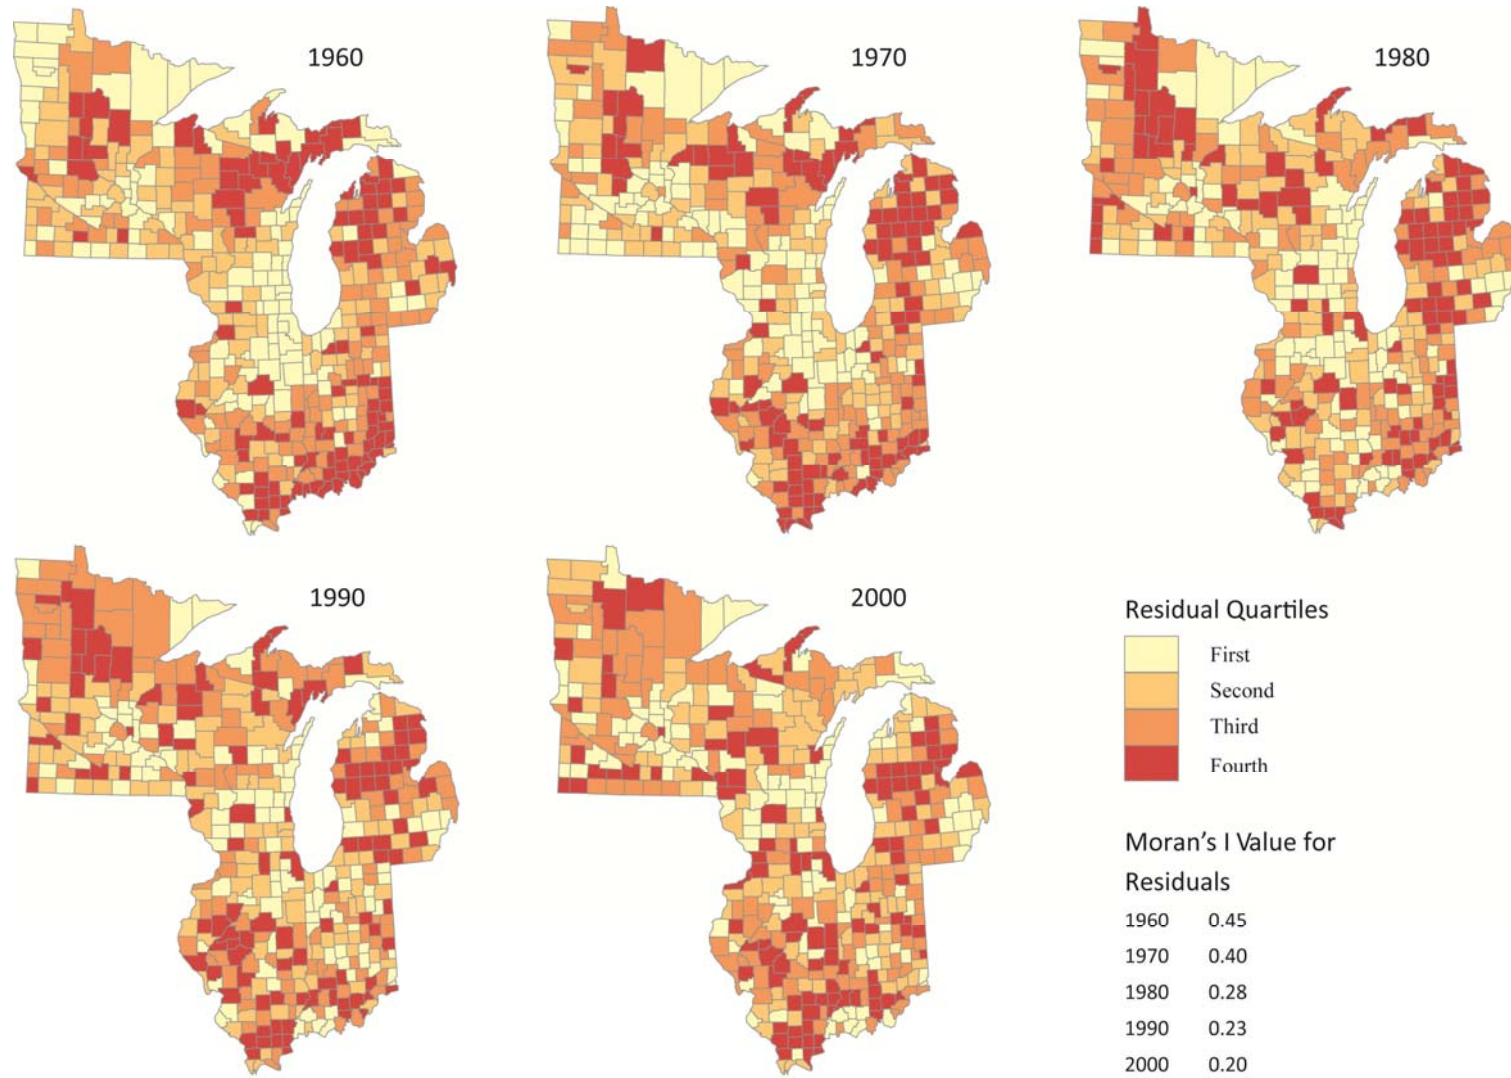 1960
1970
1980
1990
2000
Residual Quartiles
First
Second
Third
Fourth
Moran's I Value for
Residuals
1960 0.45
1970 0.40
1980 0.28
1990 0.23
2000 0.20